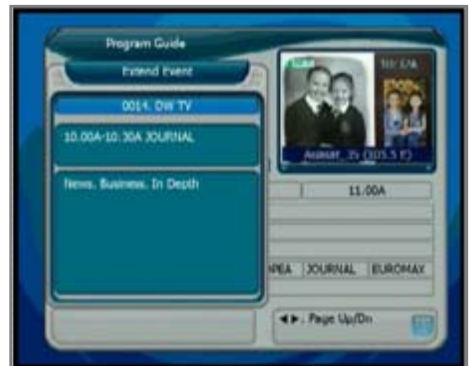 Program Guide
Extend Event
0014. DW TV
10.00A-10.30A JOURNAL
News. Business. In Depth
Asiasat_3S (105.5 E)
11.00A
JOURNAL
EUROMAX
◄►. Page Up/Dn